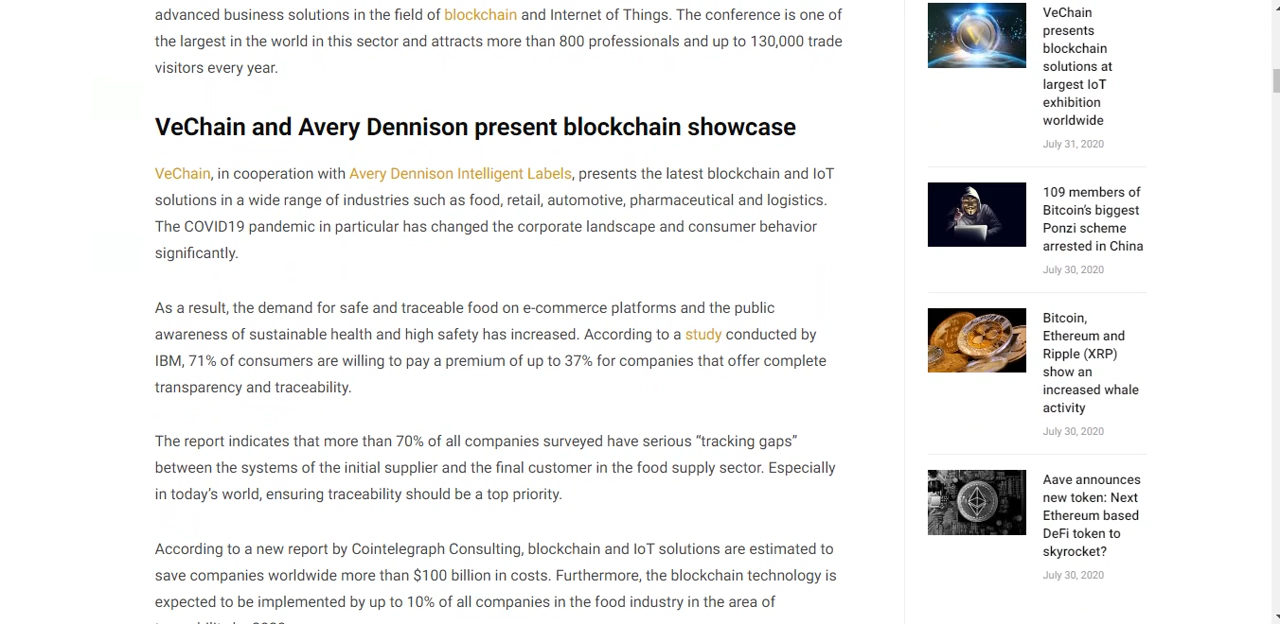 advanced business solutions in the field of blockchain and Internet of Things. The conference is one of
the largest in the world in this sector and attracts more than 800 professionals and up to 130,000 trade
visitors every year.
VeChain and Avery Dennison present blockchain showcase
VeChain, in cooperation with Avery Dennison Intelligent Labels, presents the latest blockchain and IoT
solutions in a wide range of industries such as food, retail, automotive, pharmaceutical and logistics.
The COVID19 pandemic in particular has changed the corporate landscape and consumer behavior
significantly.
As a result, the demand for safe and traceable food on e-commerce platforms and the public
awareness of sustainable health and high safety has increased. According to a study conducted by
IBM, 71% of consumers are willing to pay a premium of up to 37% for companies that offer complete
transparency and traceability.
The report indicates that more than 70% of all companies surveyed have serious “tracking gaps”
between the systems of the initial supplier and the final customer in the food supply sector. Especially
in today’s world, ensuring traceability should be a top priority.
According to a new report by Cointelegraph Consulting, blockchain and IoT solutions are estimated to
save companies worldwide more than $100 billion in costs. Furthermore, the blockchain technology is
expected to be implemented by up to 10% of all companies in the food industry in the area of
VeChain
presents
blockchain
solutions at
largest IoT
exhibition
worldwide
July 31, 2020
109 members of
Bitcoin’s biggest
Ponzi scheme
arrested in China
July 30, 2020
Bitcoin,
Ethereum and
Ripple (XRP)
show an
increased whale
activity
July 30, 2020
Aave announces
new token: Next
Ethereum based
DeFi token to
skyrocket?
July 30, 2020